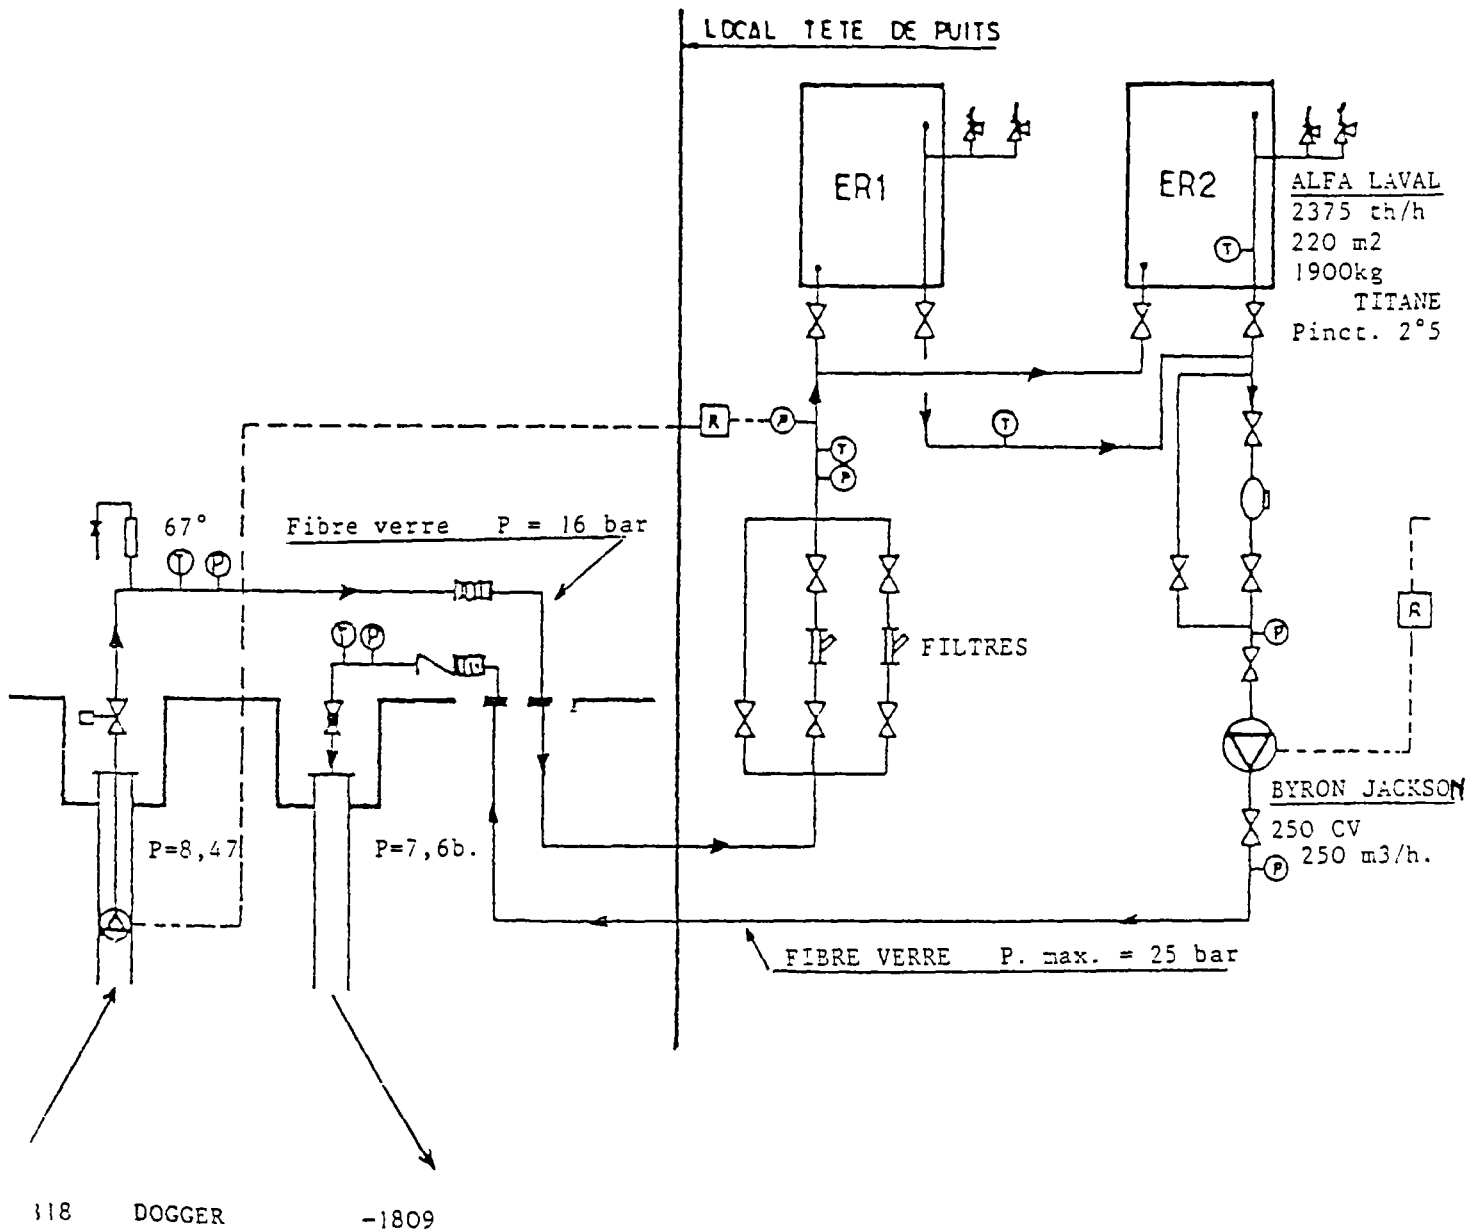 LOCAL TETE DE PUITS
ER1
ER2
ALFA LAVAL
2375 th/h
220 m2
1900kg
TITANE
Pinct. 2°5
T
R
P
T
T
P
67°
Fibre verre P = 16 bar
T
P
T
P
FILTRES
P
R
BYRON JACKSON
250 CV
250 m3/h.
P
P=8,47
P=7,6b.
FIBRE VERRE P. max. = 25 bar
DOGGER
-1809